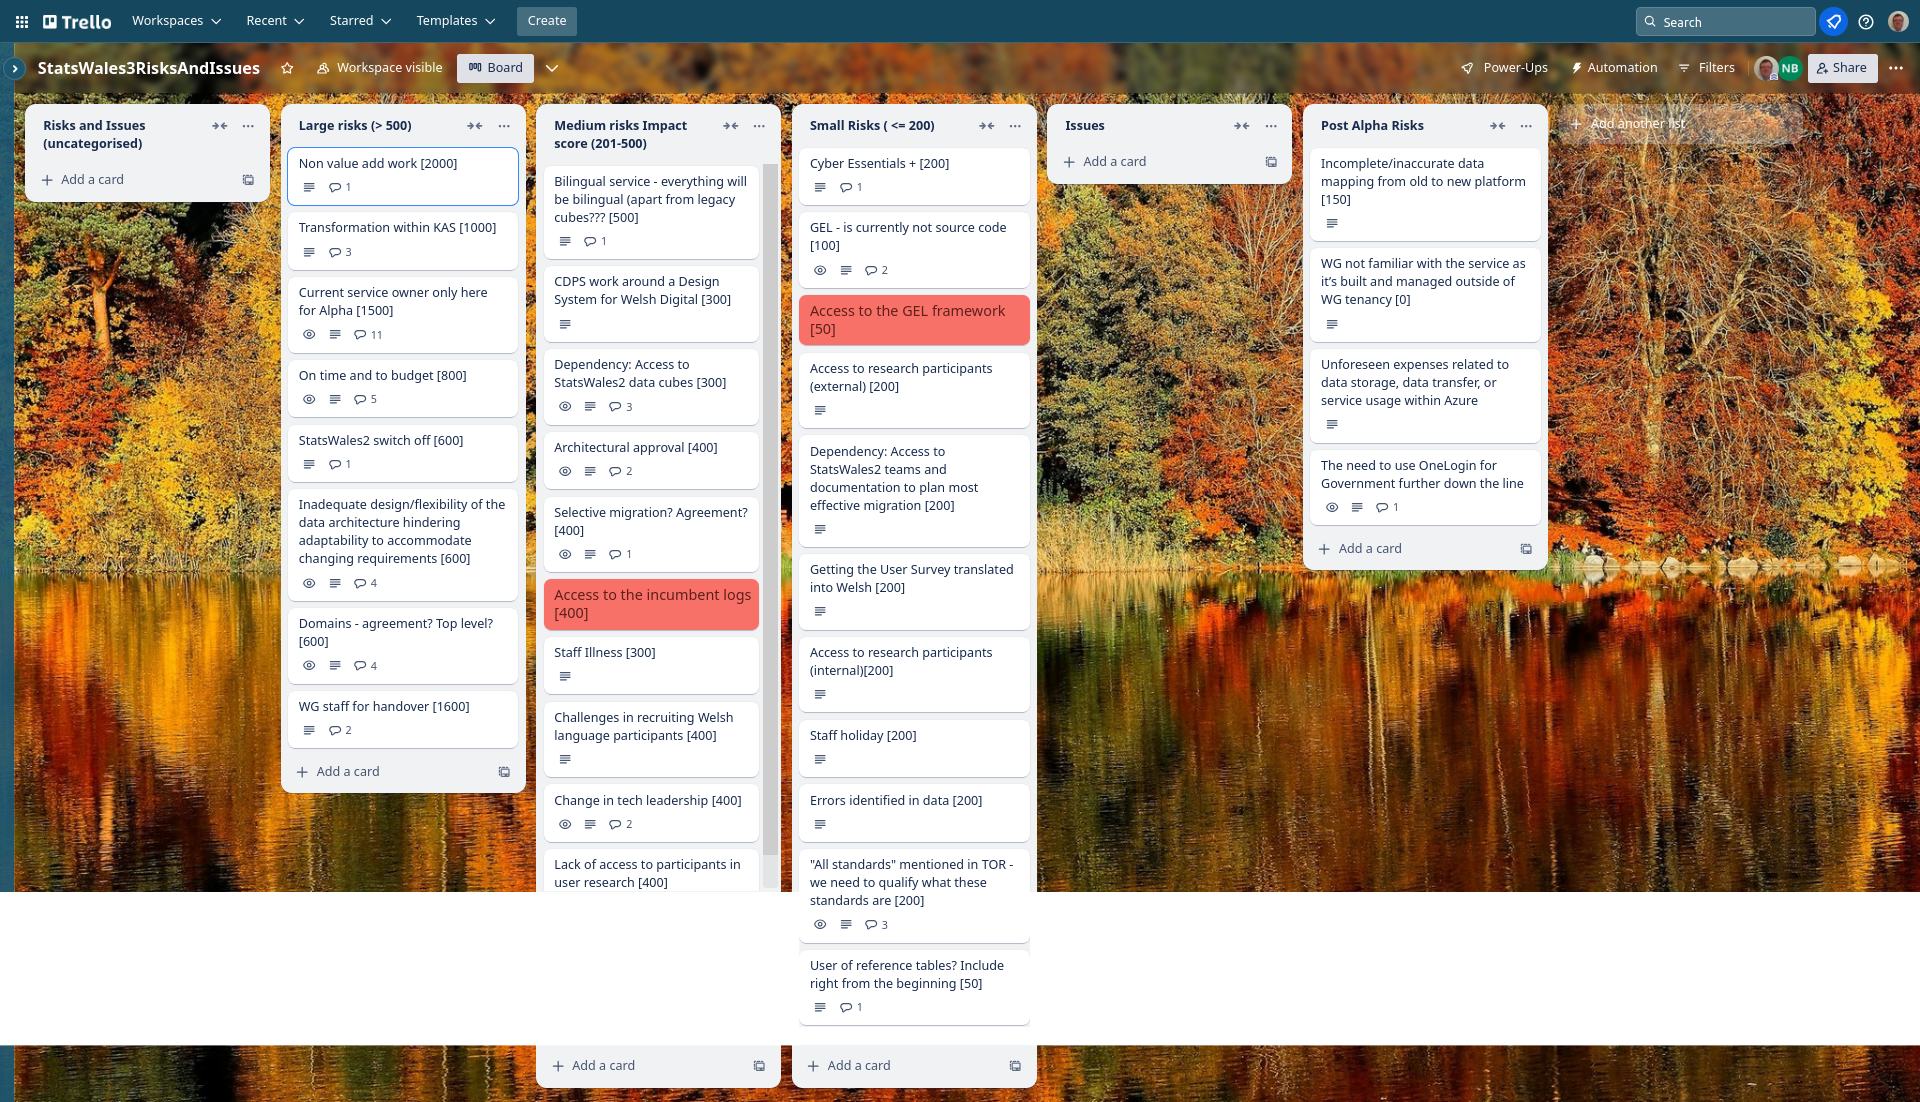 Trello
Workspaces
Recent
Starred
Templates
Create
Search
StatsWales3RisksAndIssues
Workspace visible
Board
Power-Ups
Automation
Filters
NB
Share
Risks and Issues
(uncategorised)
Add a card
Large risks (> 500)
Non value add work [2000]
1
Transformation within KAS [1000]
3
Current service owner only here
for Alpha [1500]
11
On time and to budget [800]
5
StatsWales2 switch off [600]
1
Inadequate design/flexibility of the
data architecture hindering
adaptability to accommodate
changing requirements [600]
4
Domains - agreement? Top level?
[600]
4
WG staff for handover [1600]
2
Add a card
Medium risks Impact
score (201-500)
Bilingual service - everything will
be bilingual (apart from legacy
cubes??? [500]
1
CDPS work around a Design
System for Welsh Digital [300]
Dependency: Access to
StatsWales2 data cubes [300]
3
Architectural approval [400]
2
Selective migration? Agreement?
[400]
1
Access to the incumbent logs
[400]
Staff Illness [300]
Challenges in recruiting Welsh
language participants [400]
Change in tech leadership [400]
2
Lack of access to participants in
user research [400]
Add a card
Small Risks ( <= 200)
Cyber Essentials + [200]
1
GEL - is currently not source code
[100]
2
Access to the GEL framework
[50]
Access to research participants
(external) [200]
Dependency: Access to
StatsWales2 teams and
documentation to plan most
effective migration [200]
Getting the User Survey translated
into Welsh [200]
Access to research participants
(internal)[200]
Staff holiday [200]
Errors identified in data [200]
"All standards" mentioned in TOR -
we need to qualify what these
standards are [200]
3
User of reference tables? Include
right from the beginning [50]
1
Add a card
Issues
Add a card
Post Alpha Risks
Incomplete/inaccurate data
mapping from old to new platform
[150]
WG not familiar with the service as
it's built and managed outside of
WG tenancy [0]
Unforeseen expenses related to
data storage, data transfer, or
service usage within Azure
The need to use OneLogin for
Government further down the line
1
Add a card
Add another list